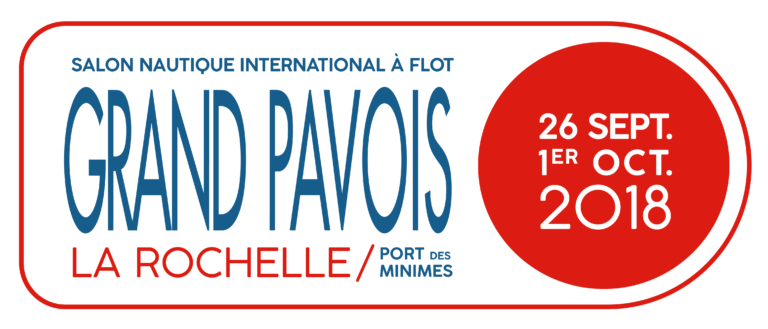 SALON NAUTIQUE INTERNATIONAL À FLOT
GRAND PAVOIS
LA ROCHELLE / PORT DES
MINIMES
26 SEPT.
1ER OCT.
2018